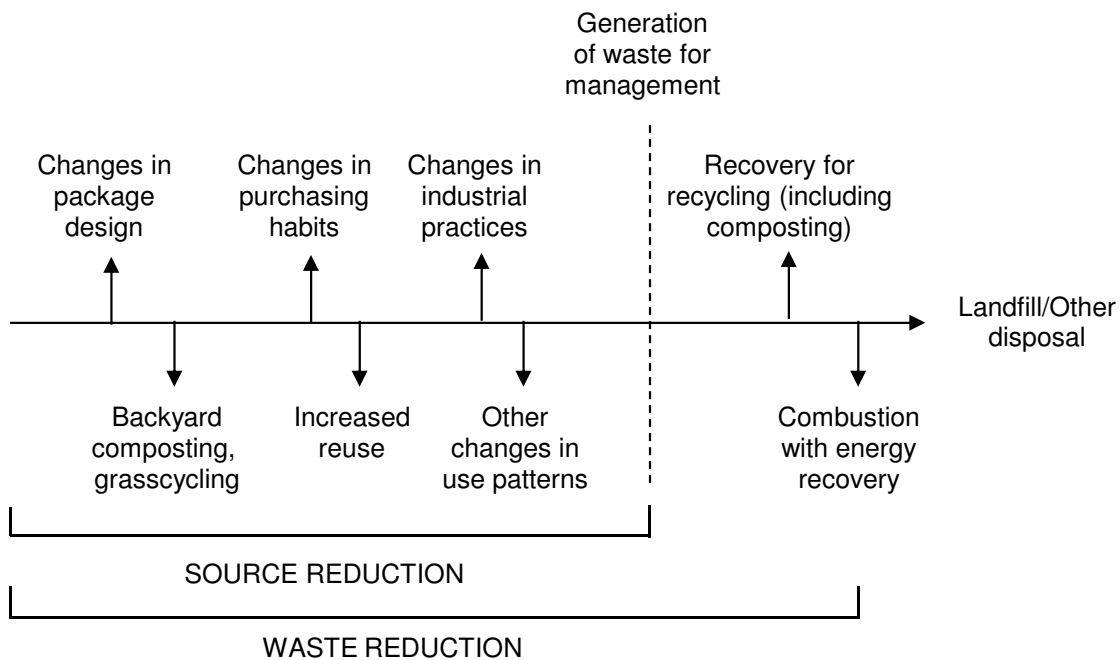 Generation
of waste for
management
Changes in
package
design
Changes in
purchasing
habits
Changes in
industrial
practices
Recovery for
recycling (including
composting)
Landfill/Other
disposal
Backyard
composting,
grasscycling
Increased
reuse
Other
changes in
use patterns
Combustion
with energy
recovery
SOURCE REDUCTION
WASTE REDUCTION